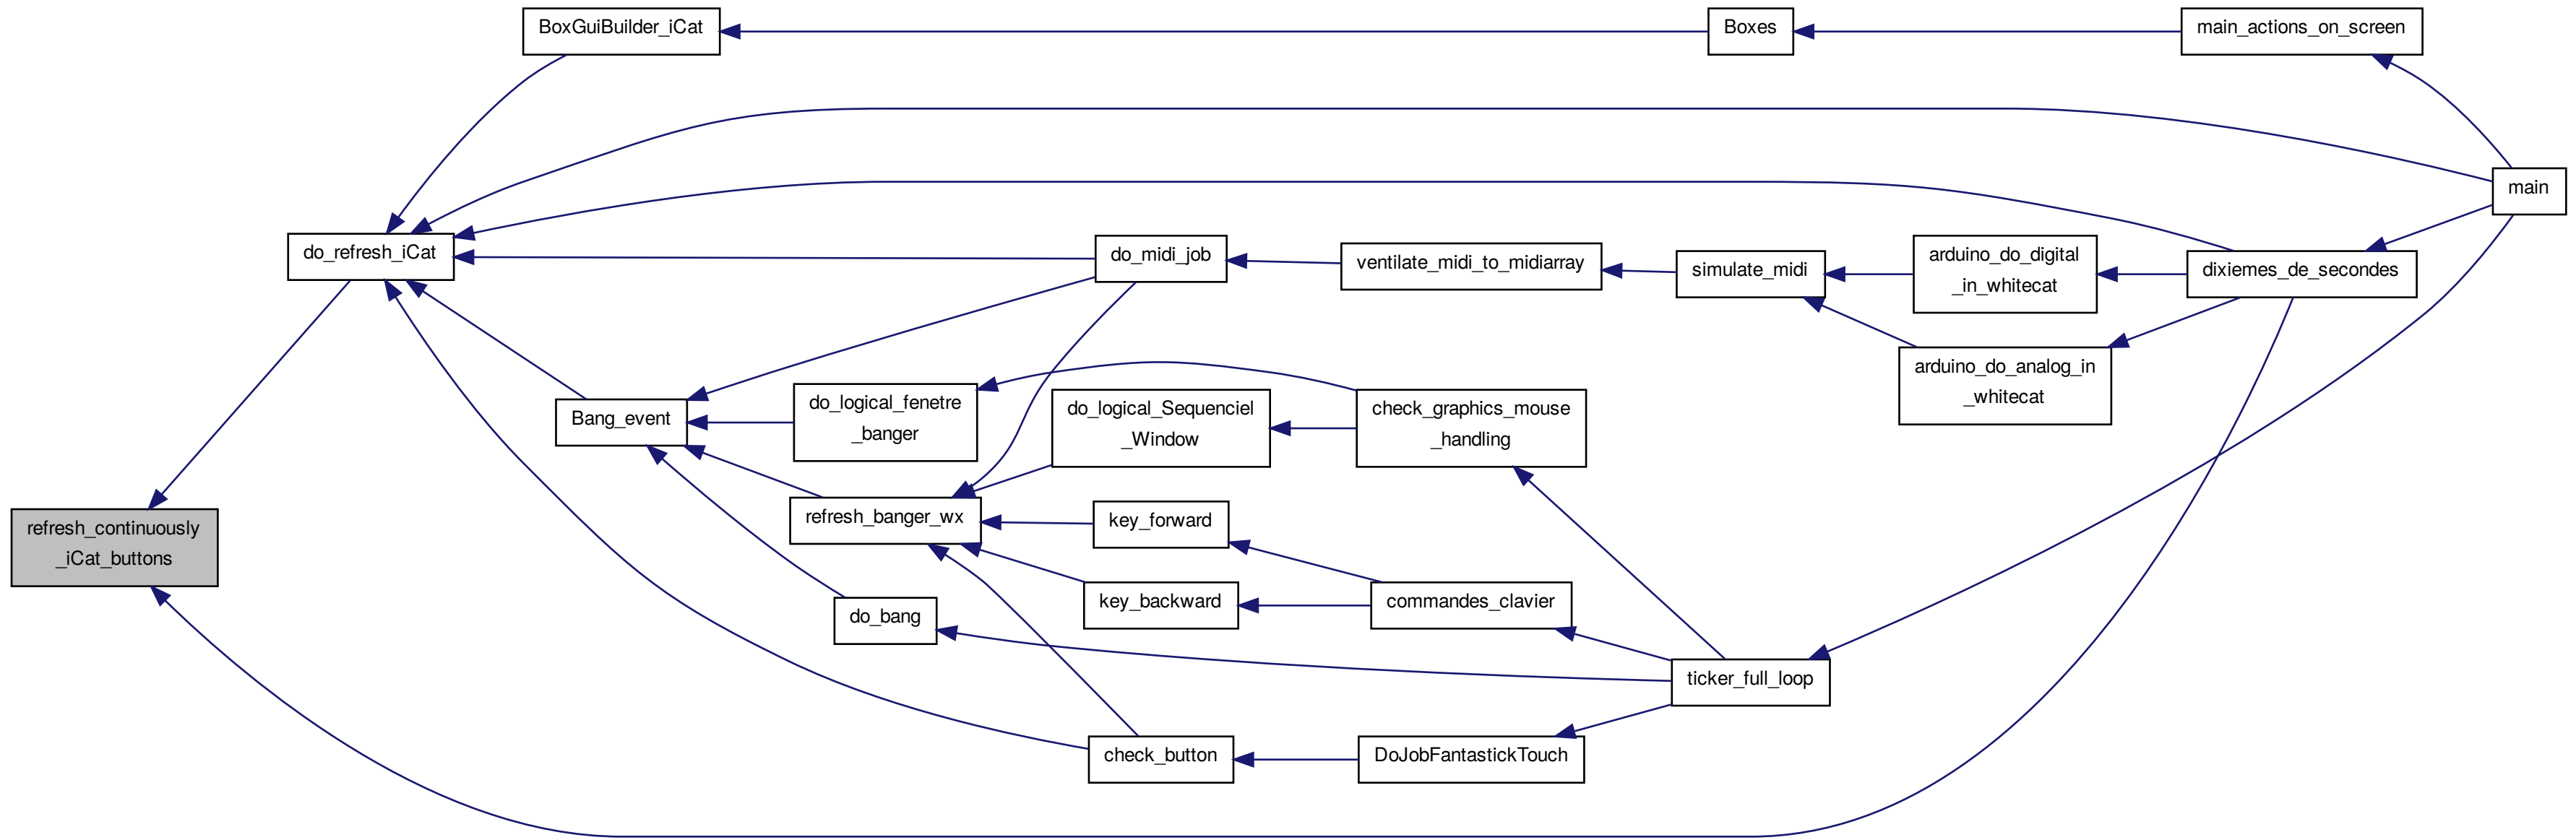 BoxGuiBuilder_iCat
Boxes
main_actions_on_screen
main
do_refresh_iCat
do_midi_job
ventilate_midi_to_midiarray
simulate_midi
arduino_do_digital
_in_whitecat
dixiemes_de_secondes
arduino_do_analog_in
_whitecat
Bang_event
do_logical_fenetre
_banger
do_logical_Sequenciel
_Window
check_graphics_mouse
_handling
refresh_continuously
_iCat_buttons
refresh_banger_wx
key_forward
key_backward
commandes_clavier
do_bang
ticker_full_loop
check_button
DoJobFantastickTouch